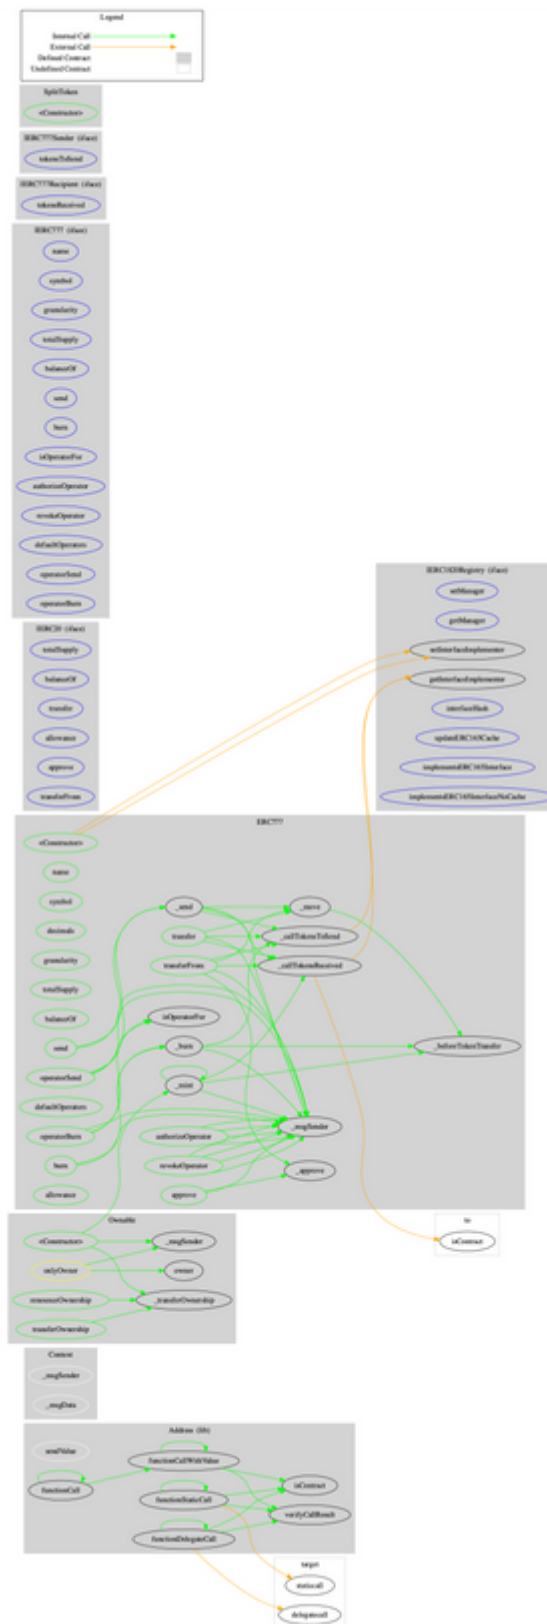 Legend
Internal Call
External Call
Defined Contract
Undefined Contract
SplitToken
<Constructor>
IERC777Sender (iface)
tokensToSend
IERC777Recipient (iface)
tokensReceived
IERC777 (iface)
name
symbol
granularity
totalSupply
balanceOf
send
burn
isOperatorFor
authorizeOperator
revokeOperator
defaultOperators
operatorSend
operatorBurn
IERC20 (iface)
totalSupply
balanceOf
transfer
allowance
approve
transferFrom
IERC1820Registry (iface)
setManager
getManager
setInterfaceImplementer
getInterfaceImplementer
interfaceHash
updateERC165Cache
implementsERC165Interface
implementsERC165InterfaceNoCache
ERC777
<Constructor>
name
symbol
decimals
granularity
totalSupply
balanceOf
send
operatorSend
defaultOperators
operatorBurn
burn
allowance
_send
transfer
transferFrom
isOperatorFor
_burn
_mint
authorizeOperator
revokeOperator
approve
_move
_callTokensToSend
_callTokensReceived
_msgSender
_approve
_beforeTokenTransfer
Ownable
<Constructor>
onlyOwner
renounceOwnership
transferOwnership
_msgSender
owner
_transferOwnership
to
isContract
Context
_msgSender
_msgData
Address (lib)
sendValue
functionCall
functionCallWithValue
functionStaticCall
functionDelegateCall
isContract
verifyCallResult
target
staticcall
delegatecall